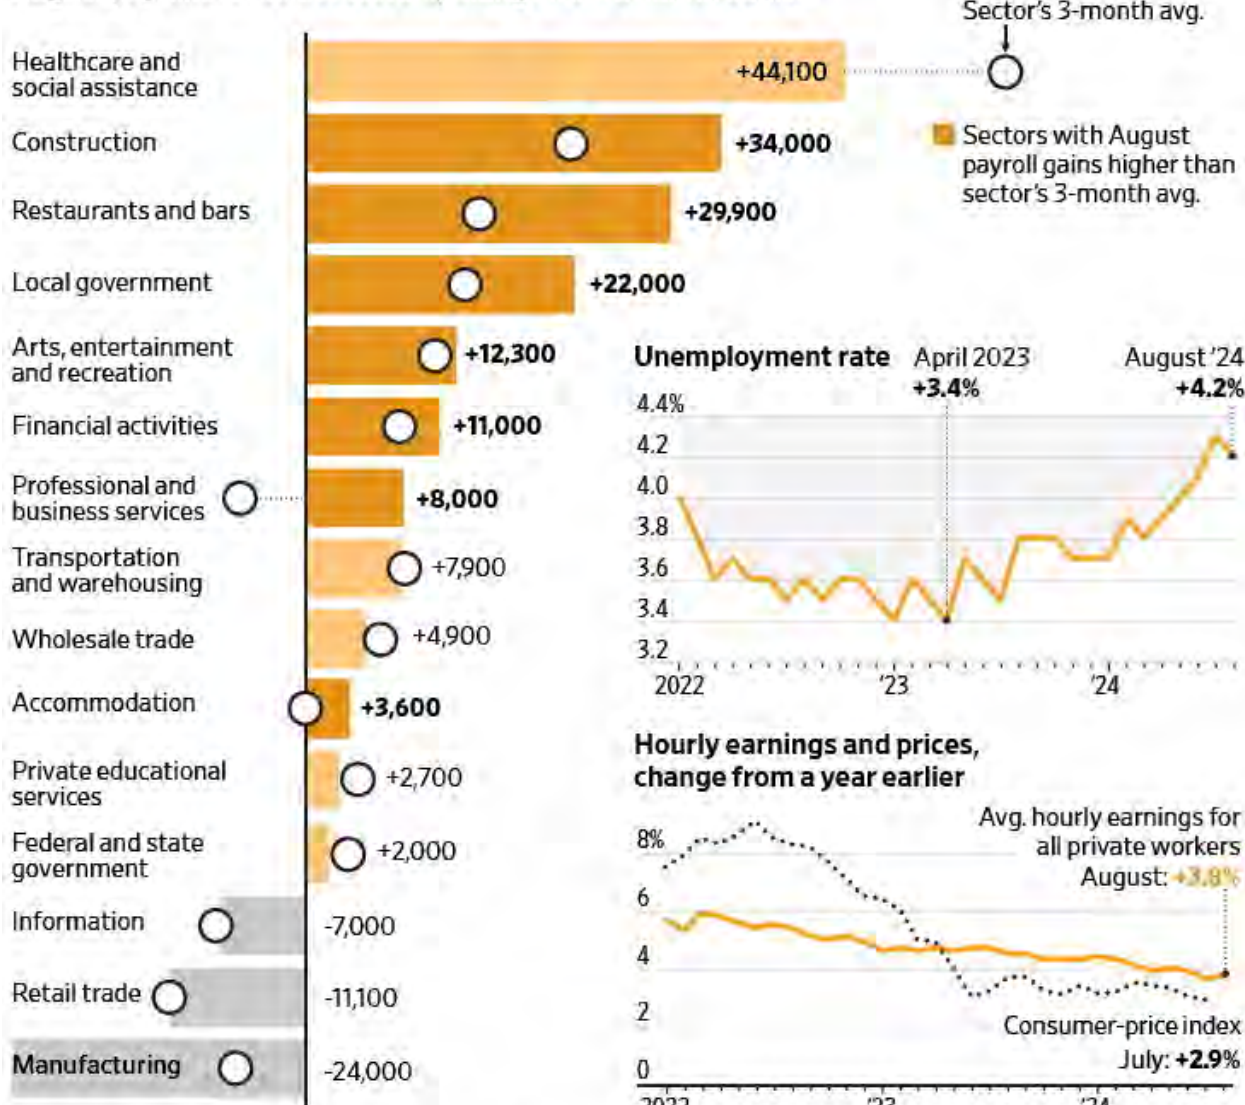 Sector's 3-month avg.
Healthcare and
social assistance
+44,100
Construction
+34,000
Sectors with August
payroll gains higher than
sector's 3-month avg.
Restaurants and bars
+29,900
Local government
+22,000
Arts, entertainment
and recreation
+12,300
Financial activities
+11,000
Professional and
business services
+8,000
Transportation
and warehousing
+7,900
Wholesale trade
+4,900
Accommodation
+3,600
Private educational
services
+2,700
Federal and state
government
+2,000
Information
-7,000
Retail trade
-11,100
Manufacturing
-24,000
Unemployment rate
April 2023
+3.4%
August '24
+4.2%
4.4%
4.2
4.0
3.8
3.6
3.4
3.2
2022
'23
'24
Hourly earnings and prices,
change from a year earlier
Avg. hourly earnings for
all private workers
August: +3.8%
8%
6
4
2
0
Consumer-price index
July: +2.9%
2022
'23
'24